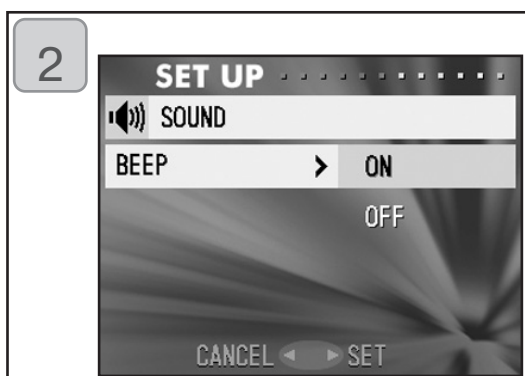 2
SET UP
SOUND
BEEP > ON
OFF
CANCEL SET